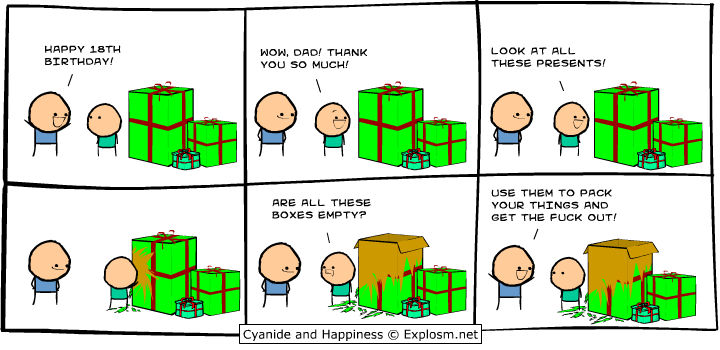 HAPPY 18TH
BIRTHDAY!
WOW, DAD! THANK
YOU SO MUCH!
LOOK AT ALL
THESE PRESENTS!
ARE ALL THESE
BOXES EMPTY?
USE THEM TO PACK
YOUR THINGS AND
GET THE FUCK OUT!
Cyanide and Happiness © Explosm.net